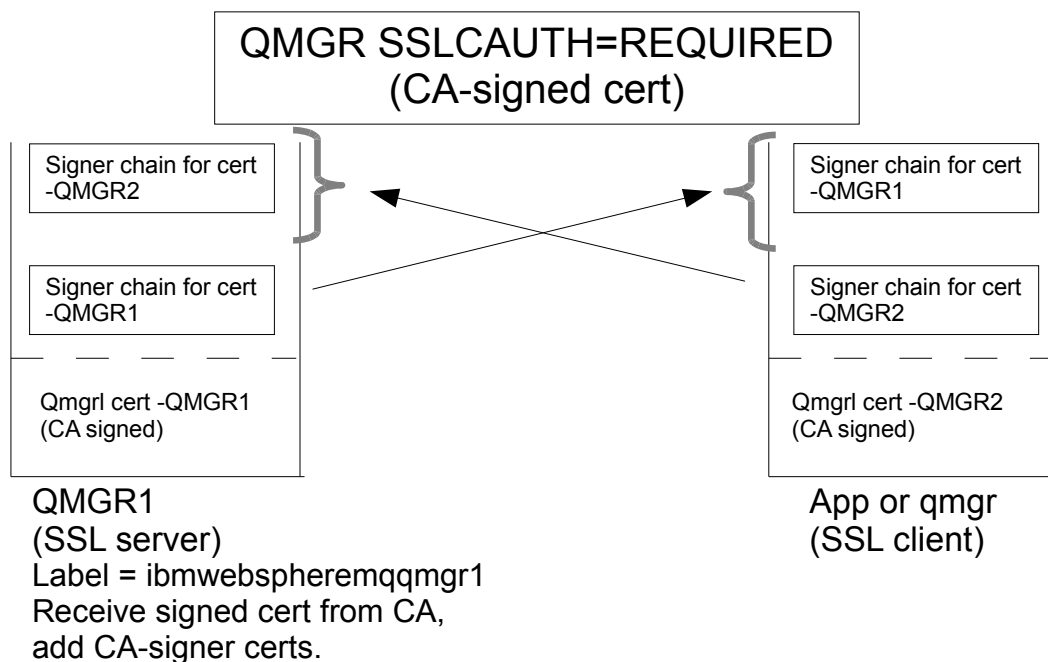 QMGR SSLCAUTH=REQUIRED
(CA-signed cert)
Signer chain for cert
-QMGR2
Signer chain for cert
-QMGR1
Qmgrl cert -QMGR1
(CA signed)
QMGR1
(SSL server)
Label = ibmwebspheremqqmgr1
Receive signed cert from CA,
add CA-signer certs.
Signer chain for cert
-QMGR1
Signer chain for cert
-QMGR2
Qmgrl cert -QMGR2
(CA signed)
App or qmgr
(SSL client)